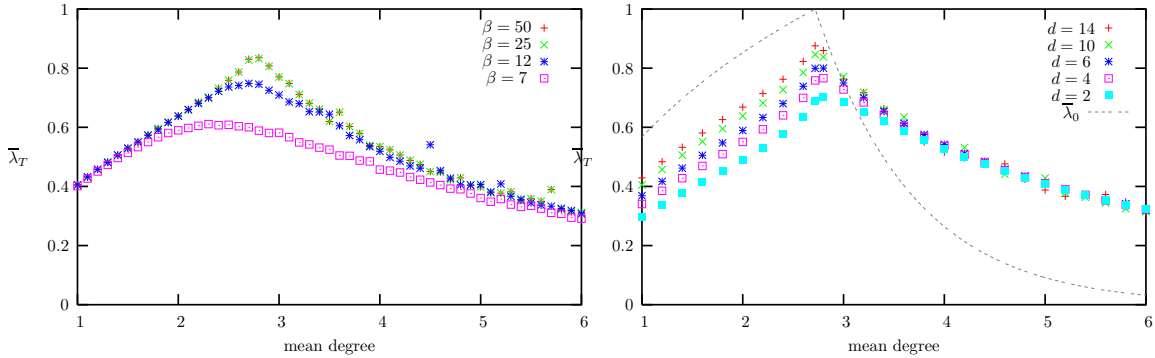 1
0.8
0.6
0.4
0.2
0
λ̅_T
1 2 3 4 5 6
mean degree
β = 50
β = 25
β = 12
β = 7
1
0.8
0.6
0.4
0.2
0
λ̅_T
1 2 3 4 5 6
mean degree
d = 14
d = 10
d = 6
d = 4
d = 2
λ̅_0